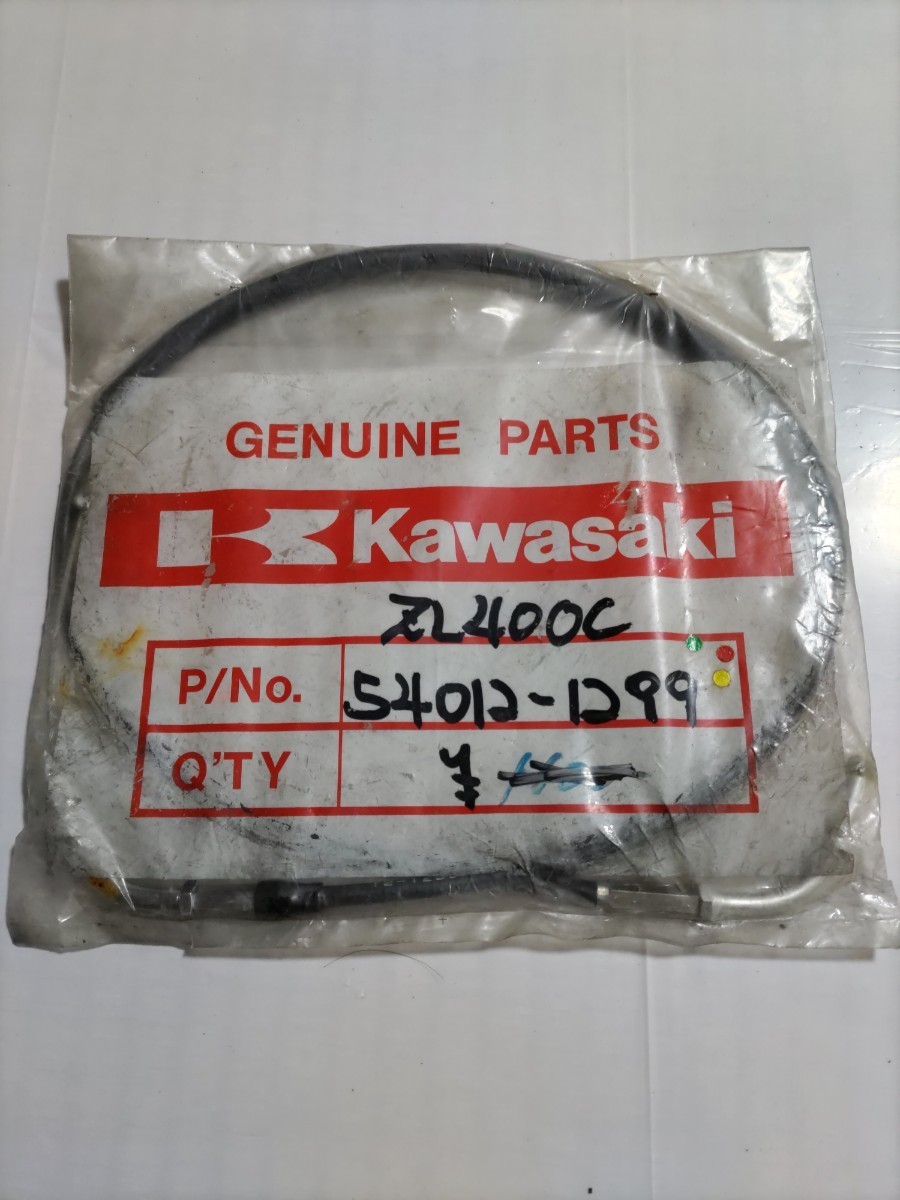 GENUINE PARTS
Kawasaki
ZL400C
P/No. 54012-1299
Q'TY